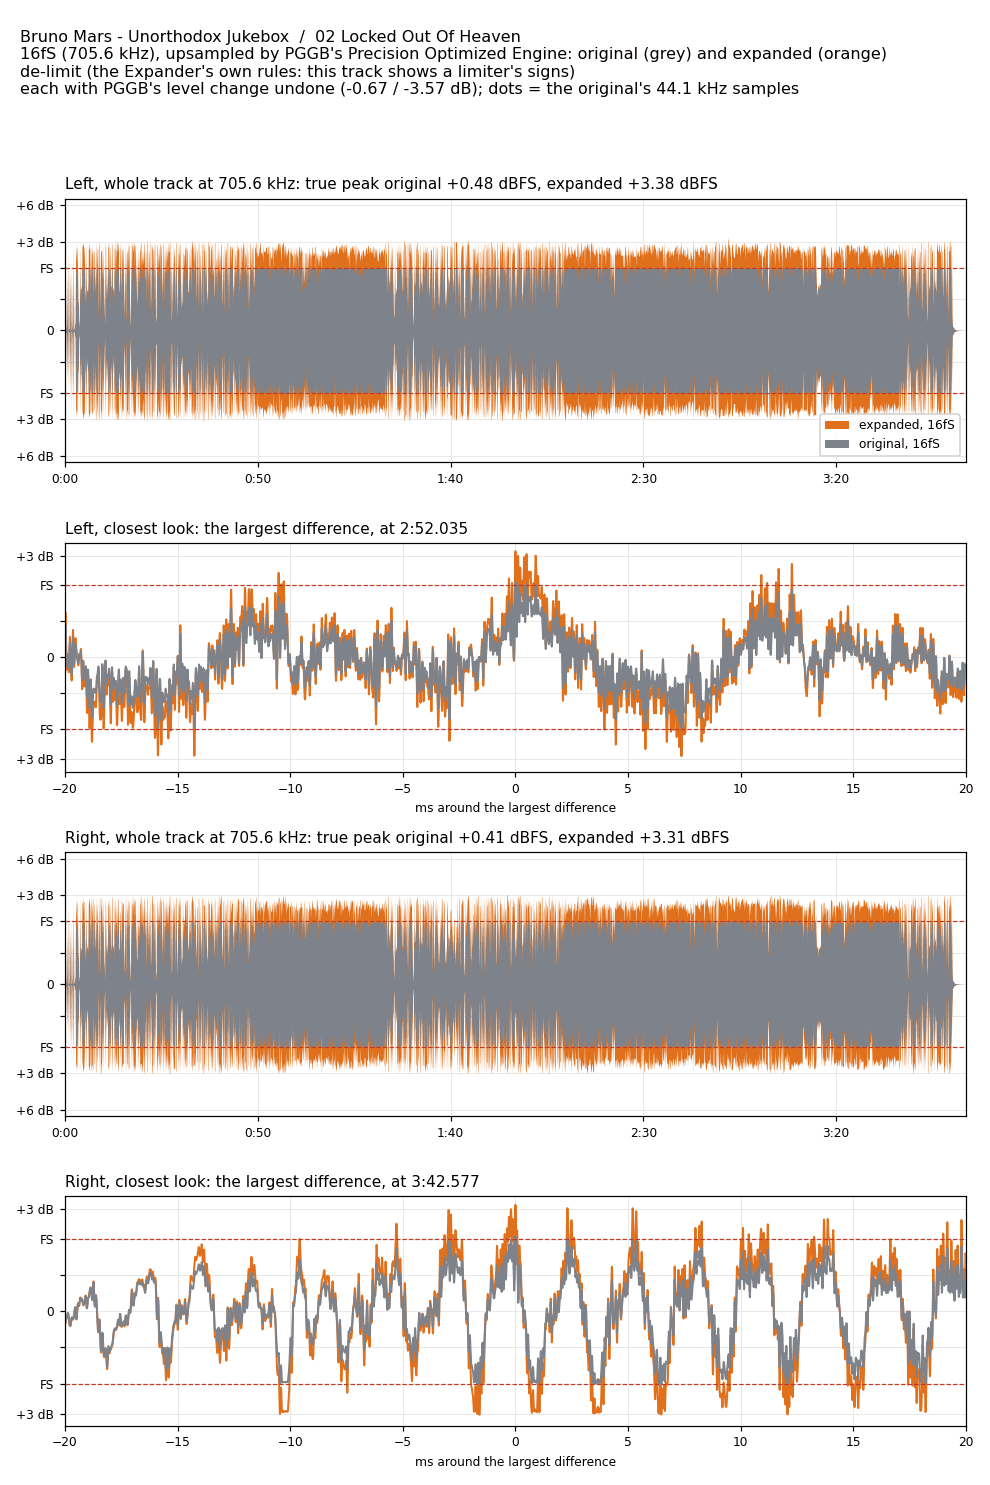 Bruno Mars - Unorthodox Jukebox  /  02 Locked Out Of Heaven
16fS (705.6 kHz), upsampled by PGGB's Precision Optimized Engine: original (grey) and expanded (orange)
de-limit (the Expander's own rules: this track shows a limiter's signs)
each with PGGB's level change undone (-0.67 / -3.57 dB); dots = the original's 44.1 kHz samples
Left, whole track at 705.6 kHz: true peak original +0.48 dBFS, expanded +3.38 dBFS
+6 dB
+3 dB
FS
0
FS
+3 dB
+6 dB
expanded, 16fS
original, 16fS
0:00 0:50 1:40 2:30 3:20
Left, closest look: the largest difference, at 2:52.035
+3 dB
FS
0
FS
+3 dB
−20 −15 −10 −5 0 5 10 15 20
ms around the largest difference
Right, whole track at 705.6 kHz: true peak original +0.41 dBFS, expanded +3.31 dBFS
+6 dB
+3 dB
FS
0
FS
+3 dB
+6 dB
0:00 0:50 1:40 2:30 3:20
Right, closest look: the largest difference, at 3:42.577
+3 dB
FS
0
FS
+3 dB
−20 −15 −10 −5 0 5 10 15 20
ms around the largest difference